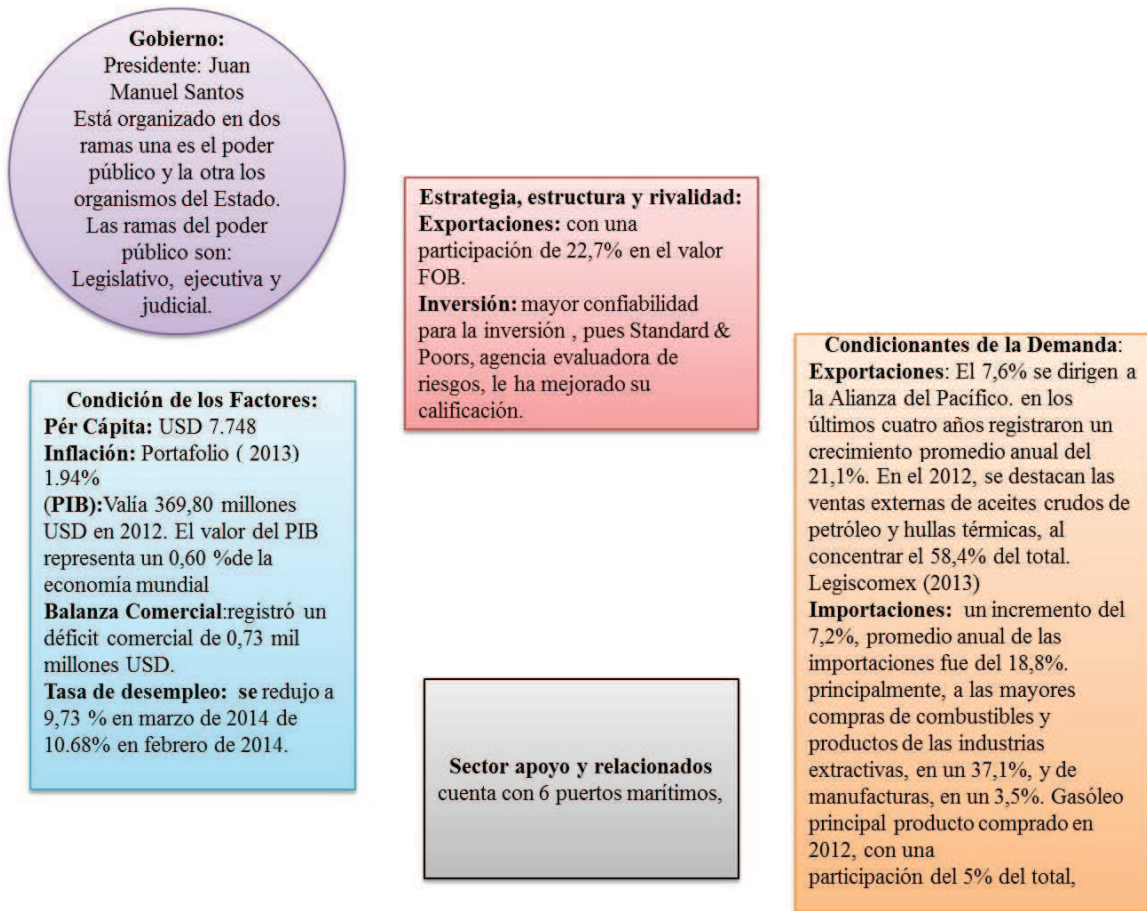 Gobierno:
Presidente: Juan
Manuel Santos
Está organizado en dos
ramas una es el poder
público y la otra los
organismos del Estado.
Las ramas del poder
público son:
Legislativo, ejecutiva y
judicial.
Estrategia, estructura y rivalidad:
Exportaciones: con una
participación de 22,7% en el valor
FOB.
Inversión: mayor confiabilidad
para la inversión , pues Standard &
Poors, agencia evaluadora de
riesgos, le ha mejorado su
calificación.
Condición de los Factores:
Pér Cápita: USD 7.748
Inflación: Portafolio ( 2013)
1.94%
(PIB):Valía 369,80 millones
USD en 2012. El valor del PIB
representa un 0,60 %de la
economía mundial
Balanza Comercial:registró un
déficit comercial de 0,73 mil
millones USD.
Tasa de desempleo: se redujo a
9,73 % en marzo de 2014 de
10.68% en febrero de 2014.
Sector apoyo y relacionados
cuenta con 6 puertos marítimos,
Condicionantes de la Demanda:
Exportaciones: El 7,6% se dirigen a
la Alianza del Pacífico. en los
últimos cuatro años registraron un
crecimiento promedio anual del
21,1%. En el 2012, se destacan las
ventas externas de aceites crudos de
petróleo y hullas térmicas, al
concentrar el 58,4% del total.
Legiscomex (2013)
Importaciones: un incremento del
7,2%, promedio anual de las
importaciones fue del 18,8%.
principalmente, a las mayores
compras de combustibles y
productos de las industrias
extractivas, en un 37,1%, y de
manufacturas, en un 3,5%. Gasóleo
principal producto comprado en
2012, con una
participación del 5% del total,